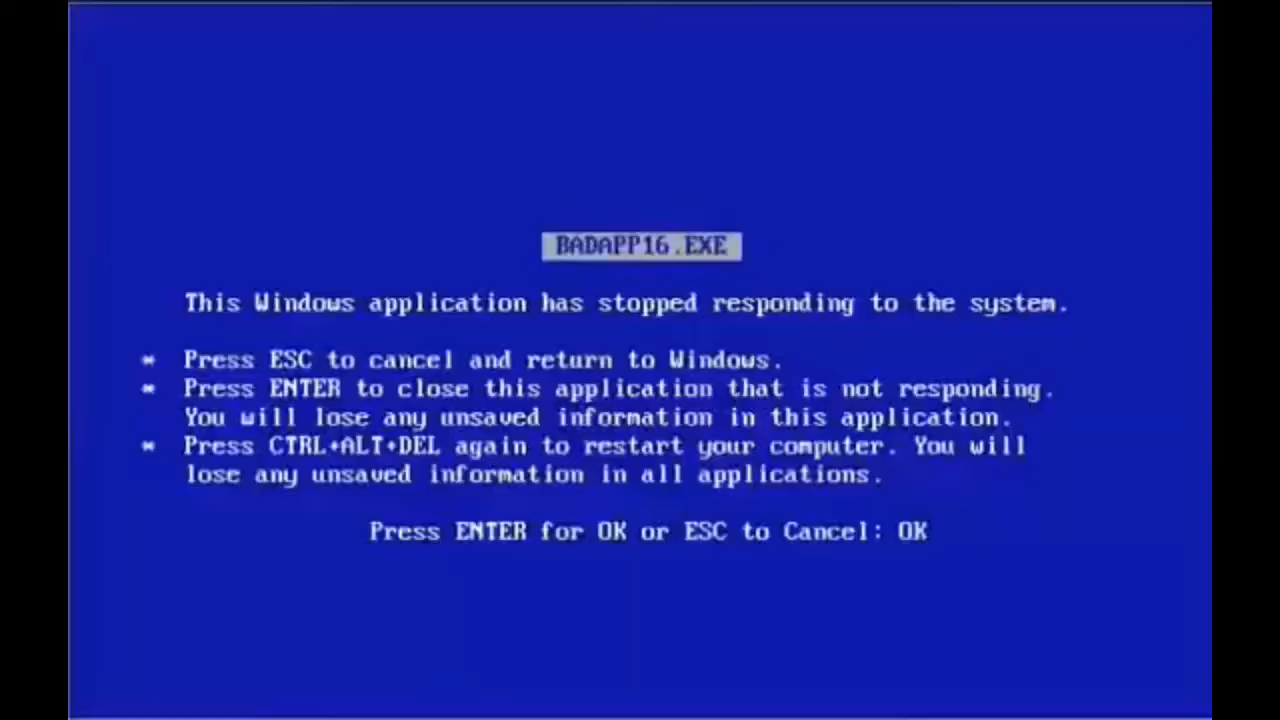 BADAPP16.EXE
This Windows application has stopped responding to the system.
* Press ESC to cancel and return to Windows.
* Press ENTER to close this application that is not responding.
You will lose any unsaved information in this application.
* Press CTRL+ALT+DEL again to restart your computer. You will
lose any unsaved information in all applications.
Press ENTER for OK or ESC to Cancel: OK